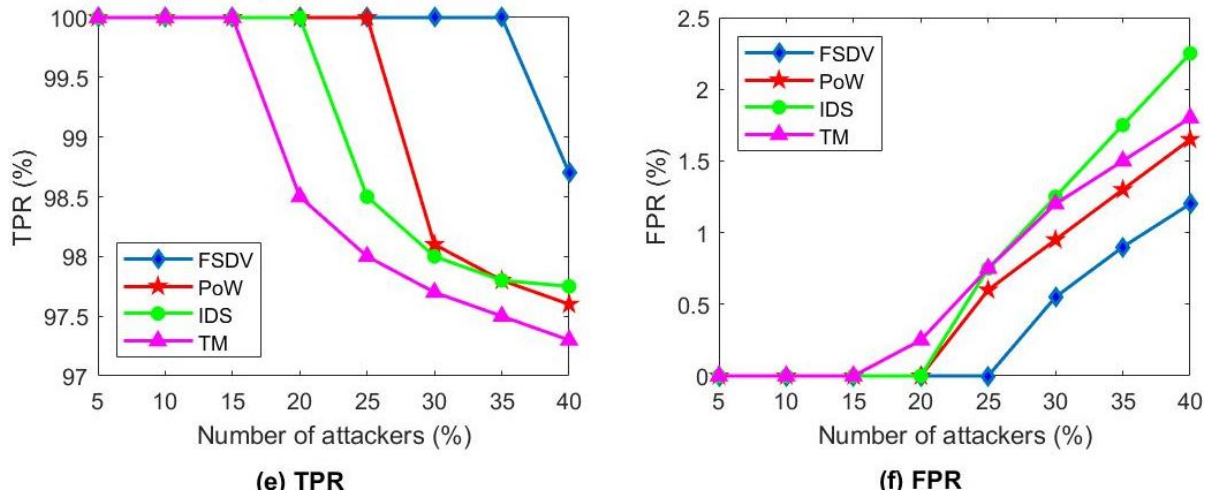 100
99.5
99
98.5
98
97.5
97
TPR (%)
FSDV
PoW
IDS
TM
5 10 15 20 25 30 35 40
Number of attackers (%)
(e) TPR
2.5
2
1.5
1
0.5
0
FPR (%)
FSDV
PoW
IDS
TM
5 10 15 20 25 30 35 40
Number of attackers (%)
(f) FPR